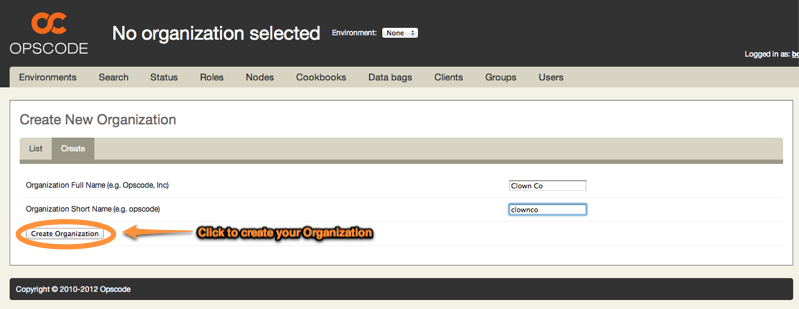 OPSCODE
No organization selected Environment: None
Logged in as:
Environments Search Status Roles Nodes Cookbooks Data bags Clients Groups Users
Create New Organization
List Create
Organization Full Name (e.g. Opscode, Inc) Clown Co
Organization Short Name (e.g. opscode) clownco
Create Organization Click to create your Organization
Copyright © 2010-2012 Opscode